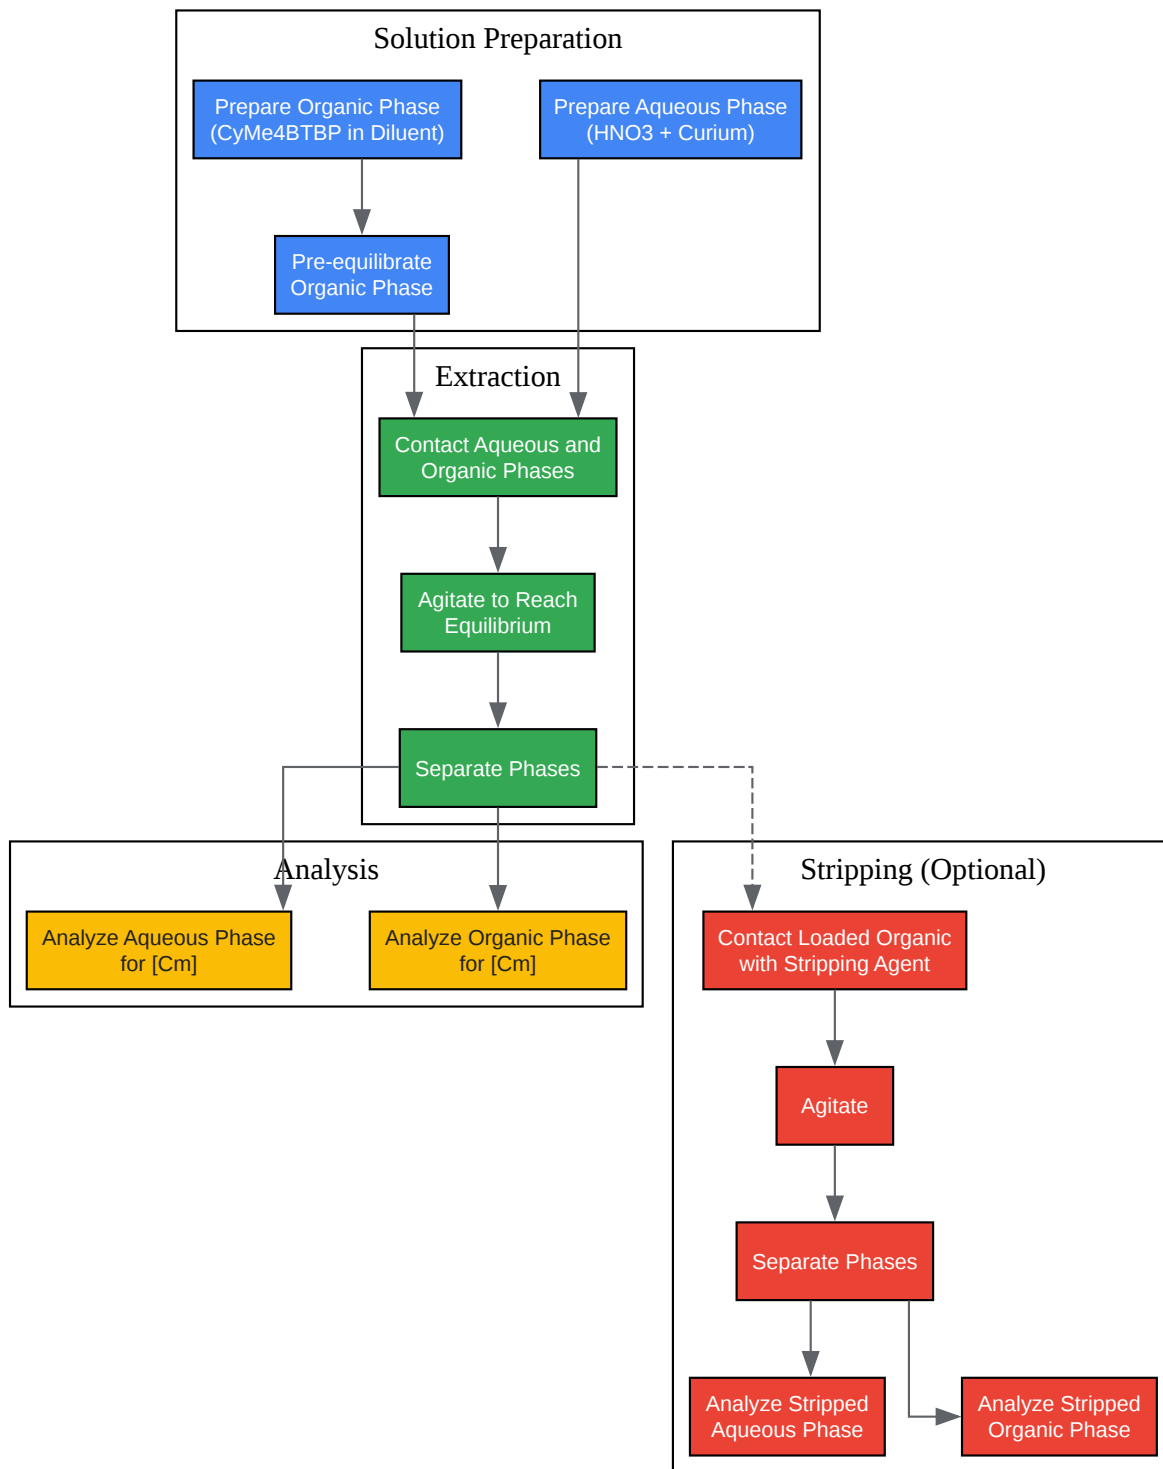 Solution Preparation
Prepare Organic Phase
(CyMe4BTBP in Diluent)
Prepare Aqueous Phase
(HNO3 + Curium)
Pre-equilibrate
Organic Phase
Extraction
Contact Aqueous and
Organic Phases
Agitate to Reach
Equilibrium
Separate Phases
Analysis
Analyze Aqueous Phase
for [Cm]
Analyze Organic Phase
for [Cm]
Stripping (Optional)
Contact Loaded Organic
with Stripping Agent
Agitate
Separate Phases
Analyze Stripped
Aqueous Phase
Analyze Stripped
Organic Phase